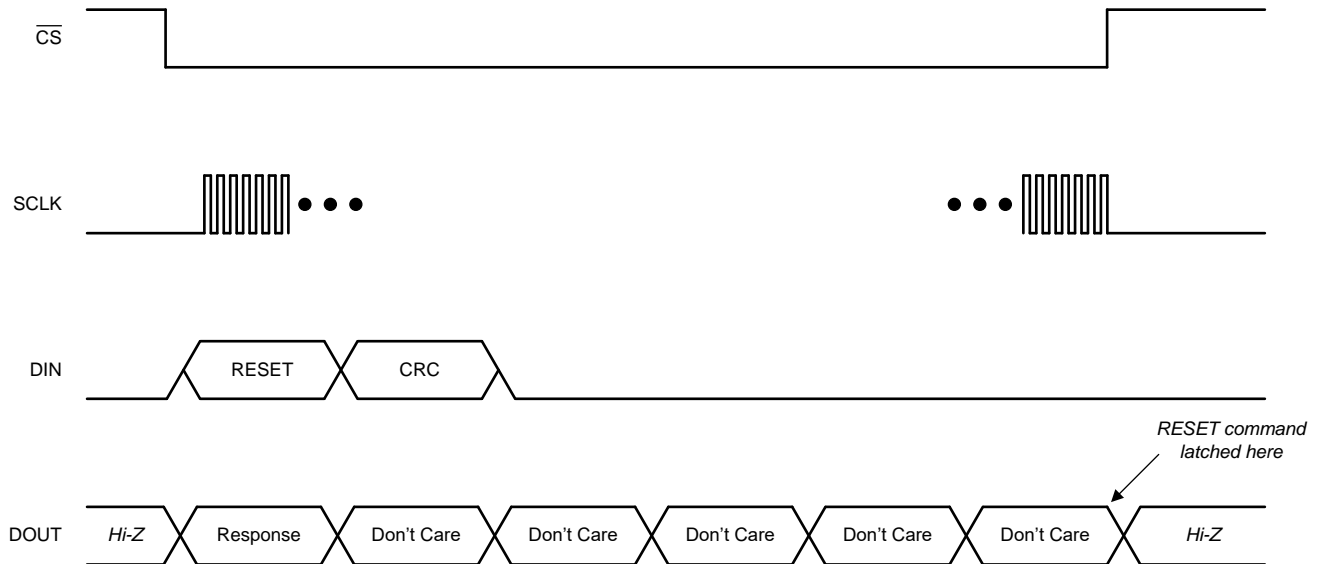 CS
SCLK
DIN
RESET
CRC
RESET command
latched here
DOUT
Hi-Z
Response
Don't Care
Don't Care
Don't Care
Don't Care
Don't Care
Hi-Z